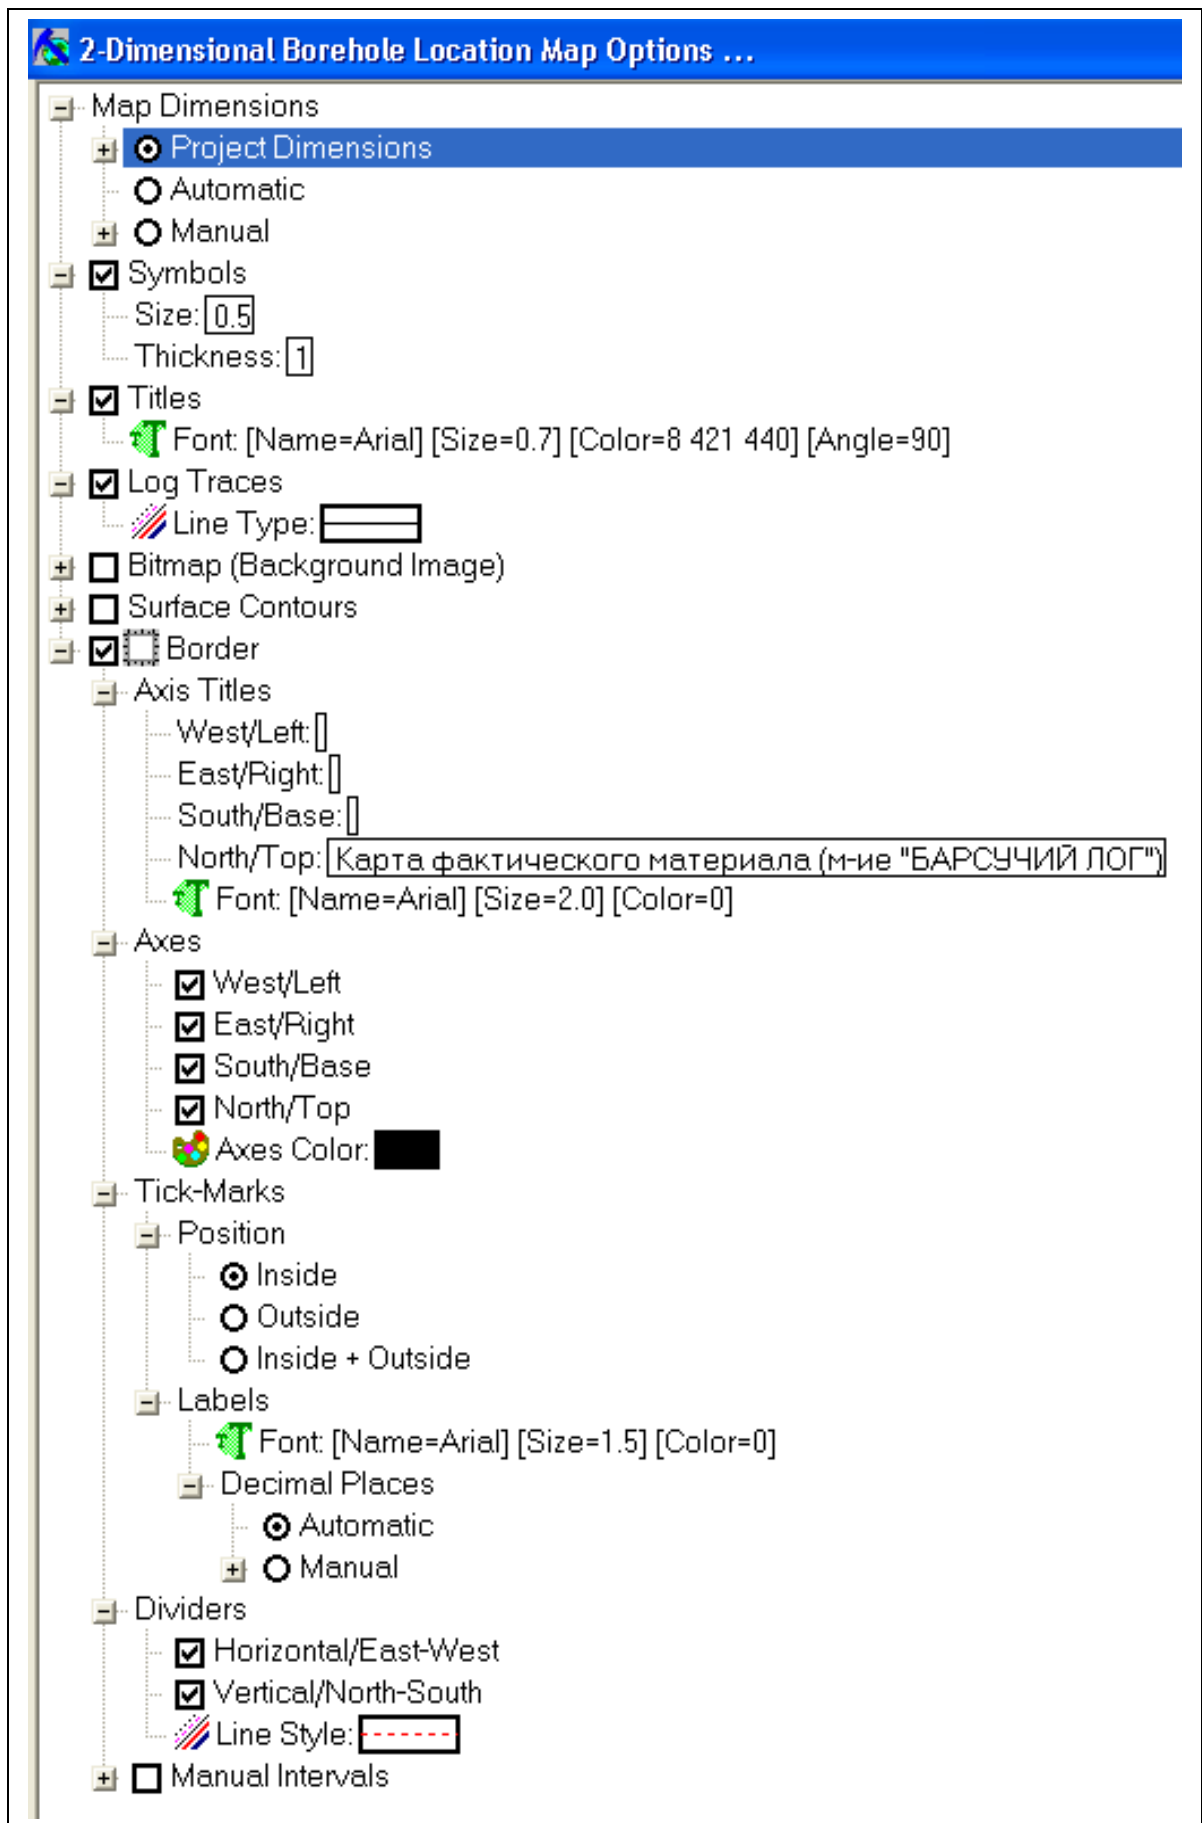 2-Dimensional Borehole Location Map Options ...
Map Dimensions
Project Dimensions
Automatic
Manual
Symbols
Size: 0.5
Thickness: 1
Titles
Font: [Name=Arial] [Size=0.7] [Color=8 421 440] [Angle=90]
Log Traces
Line Type:
Bitmap (Background Image)
Surface Contours
Border
Axis Titles
West/Left:
East/Right:
South/Base:
North/Top: Карта фактического материала (м-ие "БАРСУЧИЙ ЛОГ")
Font: [Name=Arial] [Size=2.0] [Color=0]
Axes
West/Left
East/Right
South/Base
North/Top
Axes Color:
Tick-Marks
Position
Inside
Outside
Inside + Outside
Labels
Font: [Name=Arial] [Size=1.5] [Color=0]
Decimal Places
Automatic
Manual
Dividers
Horizontal/East-West
Vertical/North-South
Line Style:
Manual Intervals